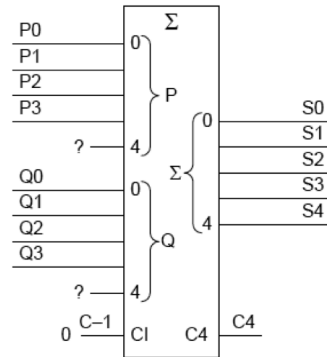 Σ
P0
0
P1
P2
P
P3
? 4
Q0
0
Q1
Q2
Q
Q3
? 4
0 C–1 CI
0
Σ
4
S0
S1
S2
S3
S4
C4 C4